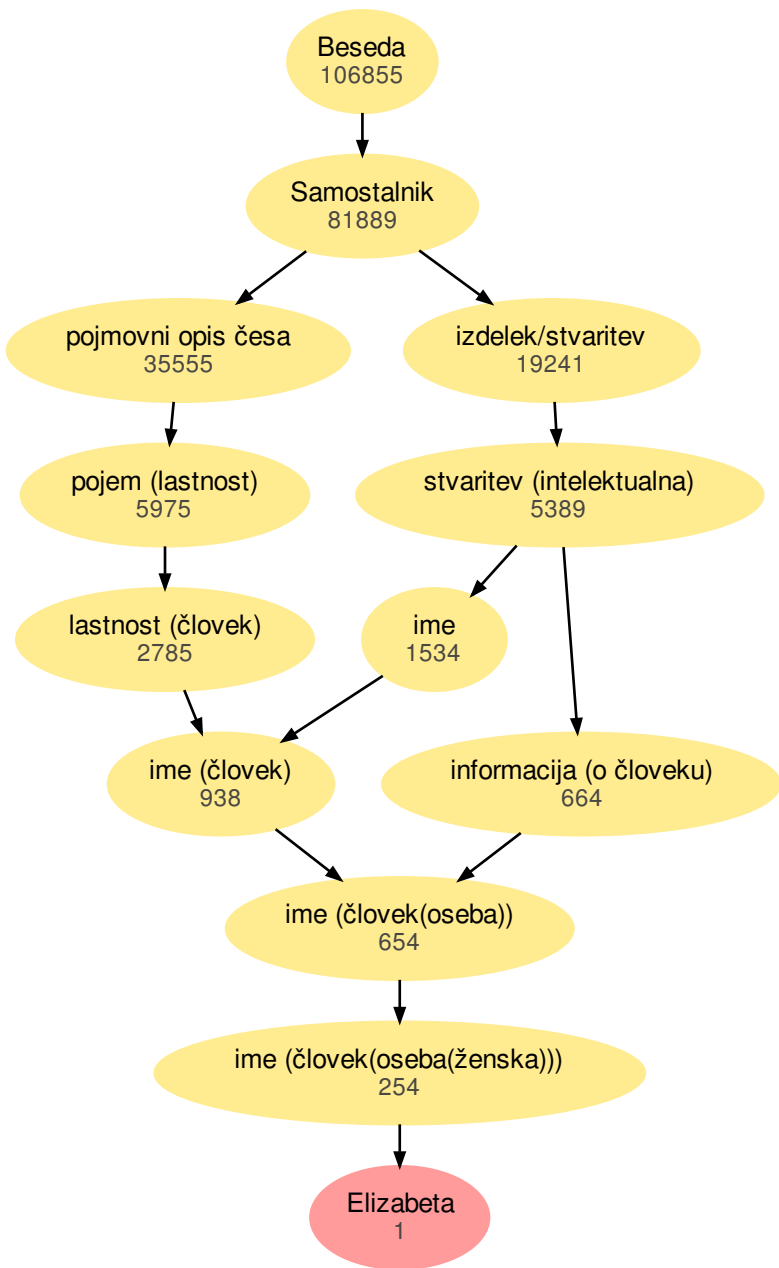 Beseda
106855
Samostalnik
81889
pojmovni opis česa
35555
izdelek/stvaritev
19241
pojem (lastnost)
5975
stvaritev (intelektualna)
5389
lastnost (človek)
2785
ime
1534
ime (človek)
938
informacija (o človeku)
664
ime (človek(oseba))
654
ime (človek(oseba(ženska)))
254
Elizabeta
1